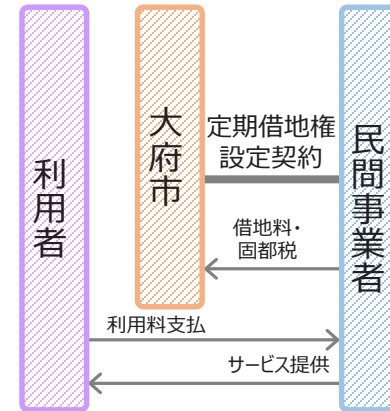 利用者
大府市
民間事業者
定期借地権
設定契約
借地料・
固都税
利用料支払
サービス提供